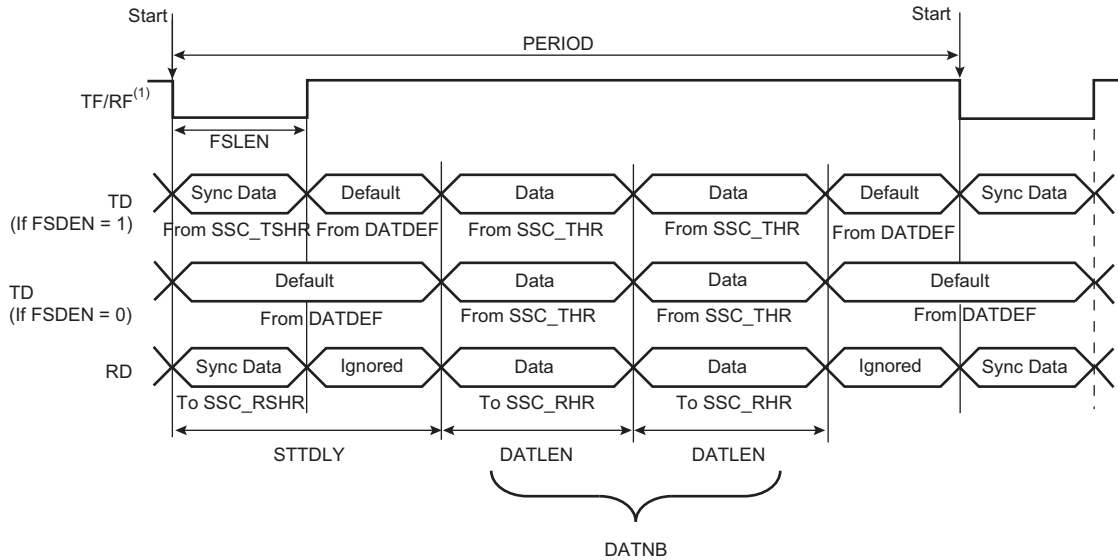 Start
Start
PERIOD
TF/RF(1)
FSLEN
TD
(If FSDEN = 1)
Sync Data
Default
Data
Data
Default
Sync Data
From SSC_TSHR
From DATDEF
From SSC_THR
From SSC_THR
From DATDEF
TD
(If FSDEN = 0)
Default
Data
Data
Default
From DATDEF
From SSC_THR
From SSC_THR
From DATDEF
RD
Sync Data
Ignored
Data
Data
Ignored
Sync Data
To SSC_RSHR
To SSC_RHR
To SSC_RHR
STTDLY
DATLEN
DATLEN
DATNB